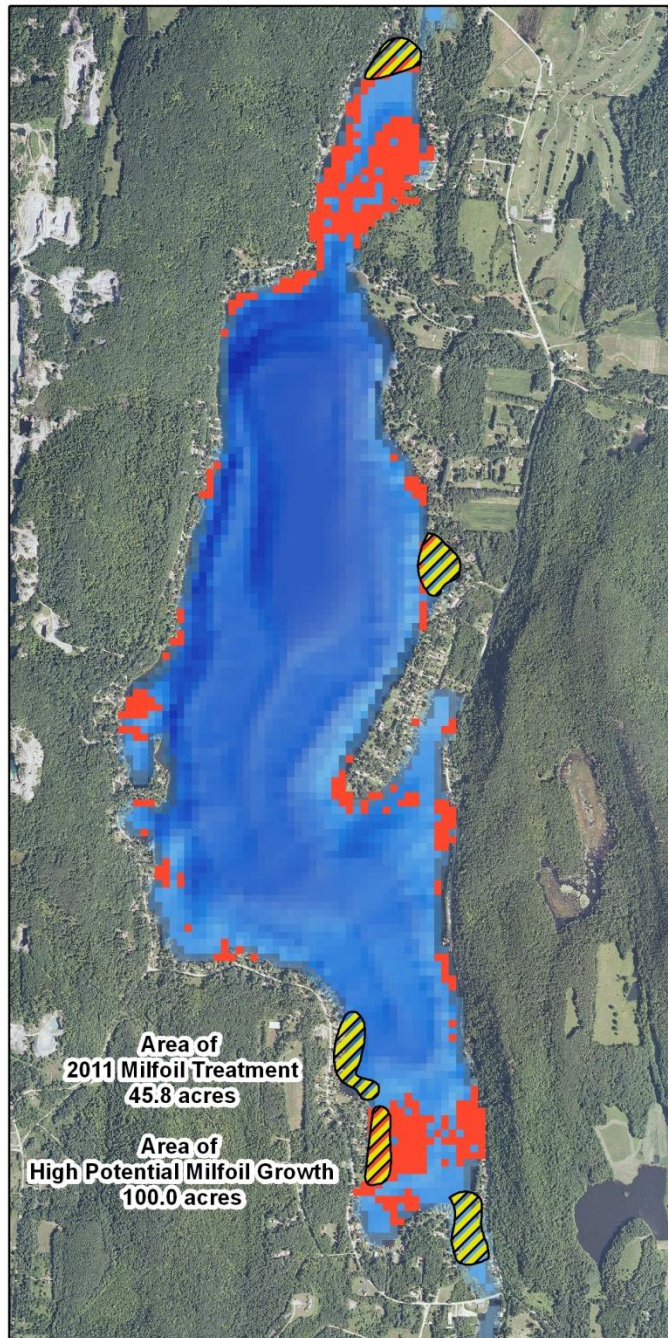 Area of
2011 Milfoil Treatment
45.8 acres
Area of
High Potential Milfoil Growth
100.0 acres